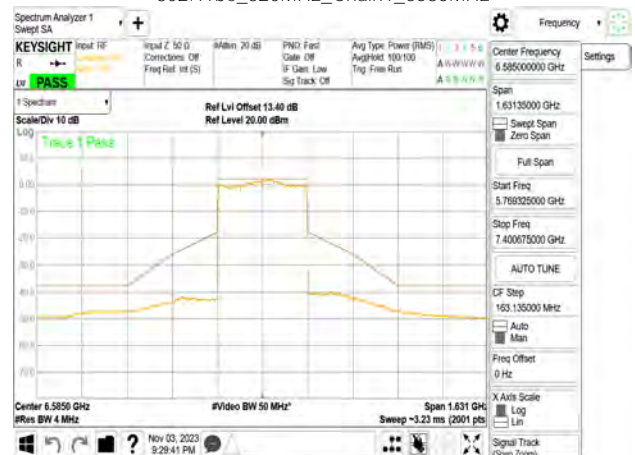 Spectrum Analyzer 1
Swept SA
+
Frequency
KEYSIGHT Input: RF
Input Z: 50 Ω
#Atten: 20 dB
PNO: Fast
Avg Type: Power (RMS)
R
Corrections: Off
Gate: Off
Avg|Hold: 100/100
Freq Ref: Int (S)
IF Gain: Low
Trig: Free Run
Sig Track: Off
PASS
Center Frequency
6.585000000 GHz
Settings
Span
1.63135000 GHz
Swept Span
Zero Span
Full Span
Start Freq
5.769325000 GHz
Stop Freq
7.400675000 GHz
AUTO TUNE
CF Step
163.135000 MHz
Auto
Man
Freq Offset
0 Hz
X Axis Scale
Log
Lin
Signal Track
(Span Zoom)
1 Spectrum
Scale/Div 10 dB
Ref Lvl Offset 13.40 dB
Ref Level 20.00 dBm
Log
Trace 1 Pass
Center 6.5850 GHz
#Res BW 4 MHz
#Video BW 50 MHz*
Span 1.631 GHz
Sweep ~3.23 ms (2001 pts
Nov 03, 2023
9:29:41 PM